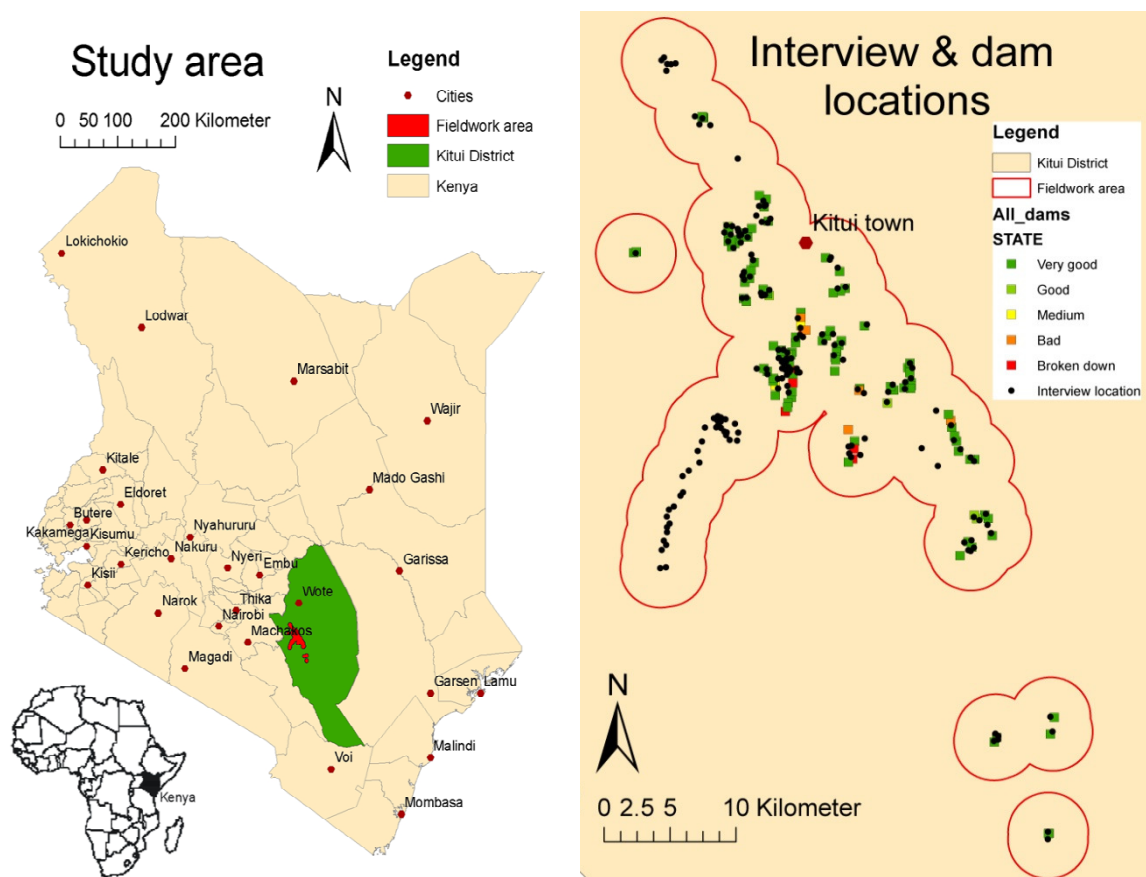 Study area
0 50 100 200 Kilometer
N
Legend
Cities
Fieldwork area
Kitui District
Kenya
Lokichokio
Lodwar
Marsabit
Wajir
Kitale
Mado Gashi
Eldoret
Butere
Kakamega
Kisumu
Nyahururu
Kericho
Nakuru
Nyeri
Embu
Garissa
Kisii
Narok
Thika
Wote
Nairobi
Machakos
Magadi
Garsen
Lamu
Malindi
Voi
Mombasa
Kenya
Interview & dam
locations
Legend
Kitui District
Fieldwork area
All_dams
STATE
Very good
Good
Medium
Bad
Broken down
Interview location
Kitui town
N
0 2.5 5 10 Kilometer